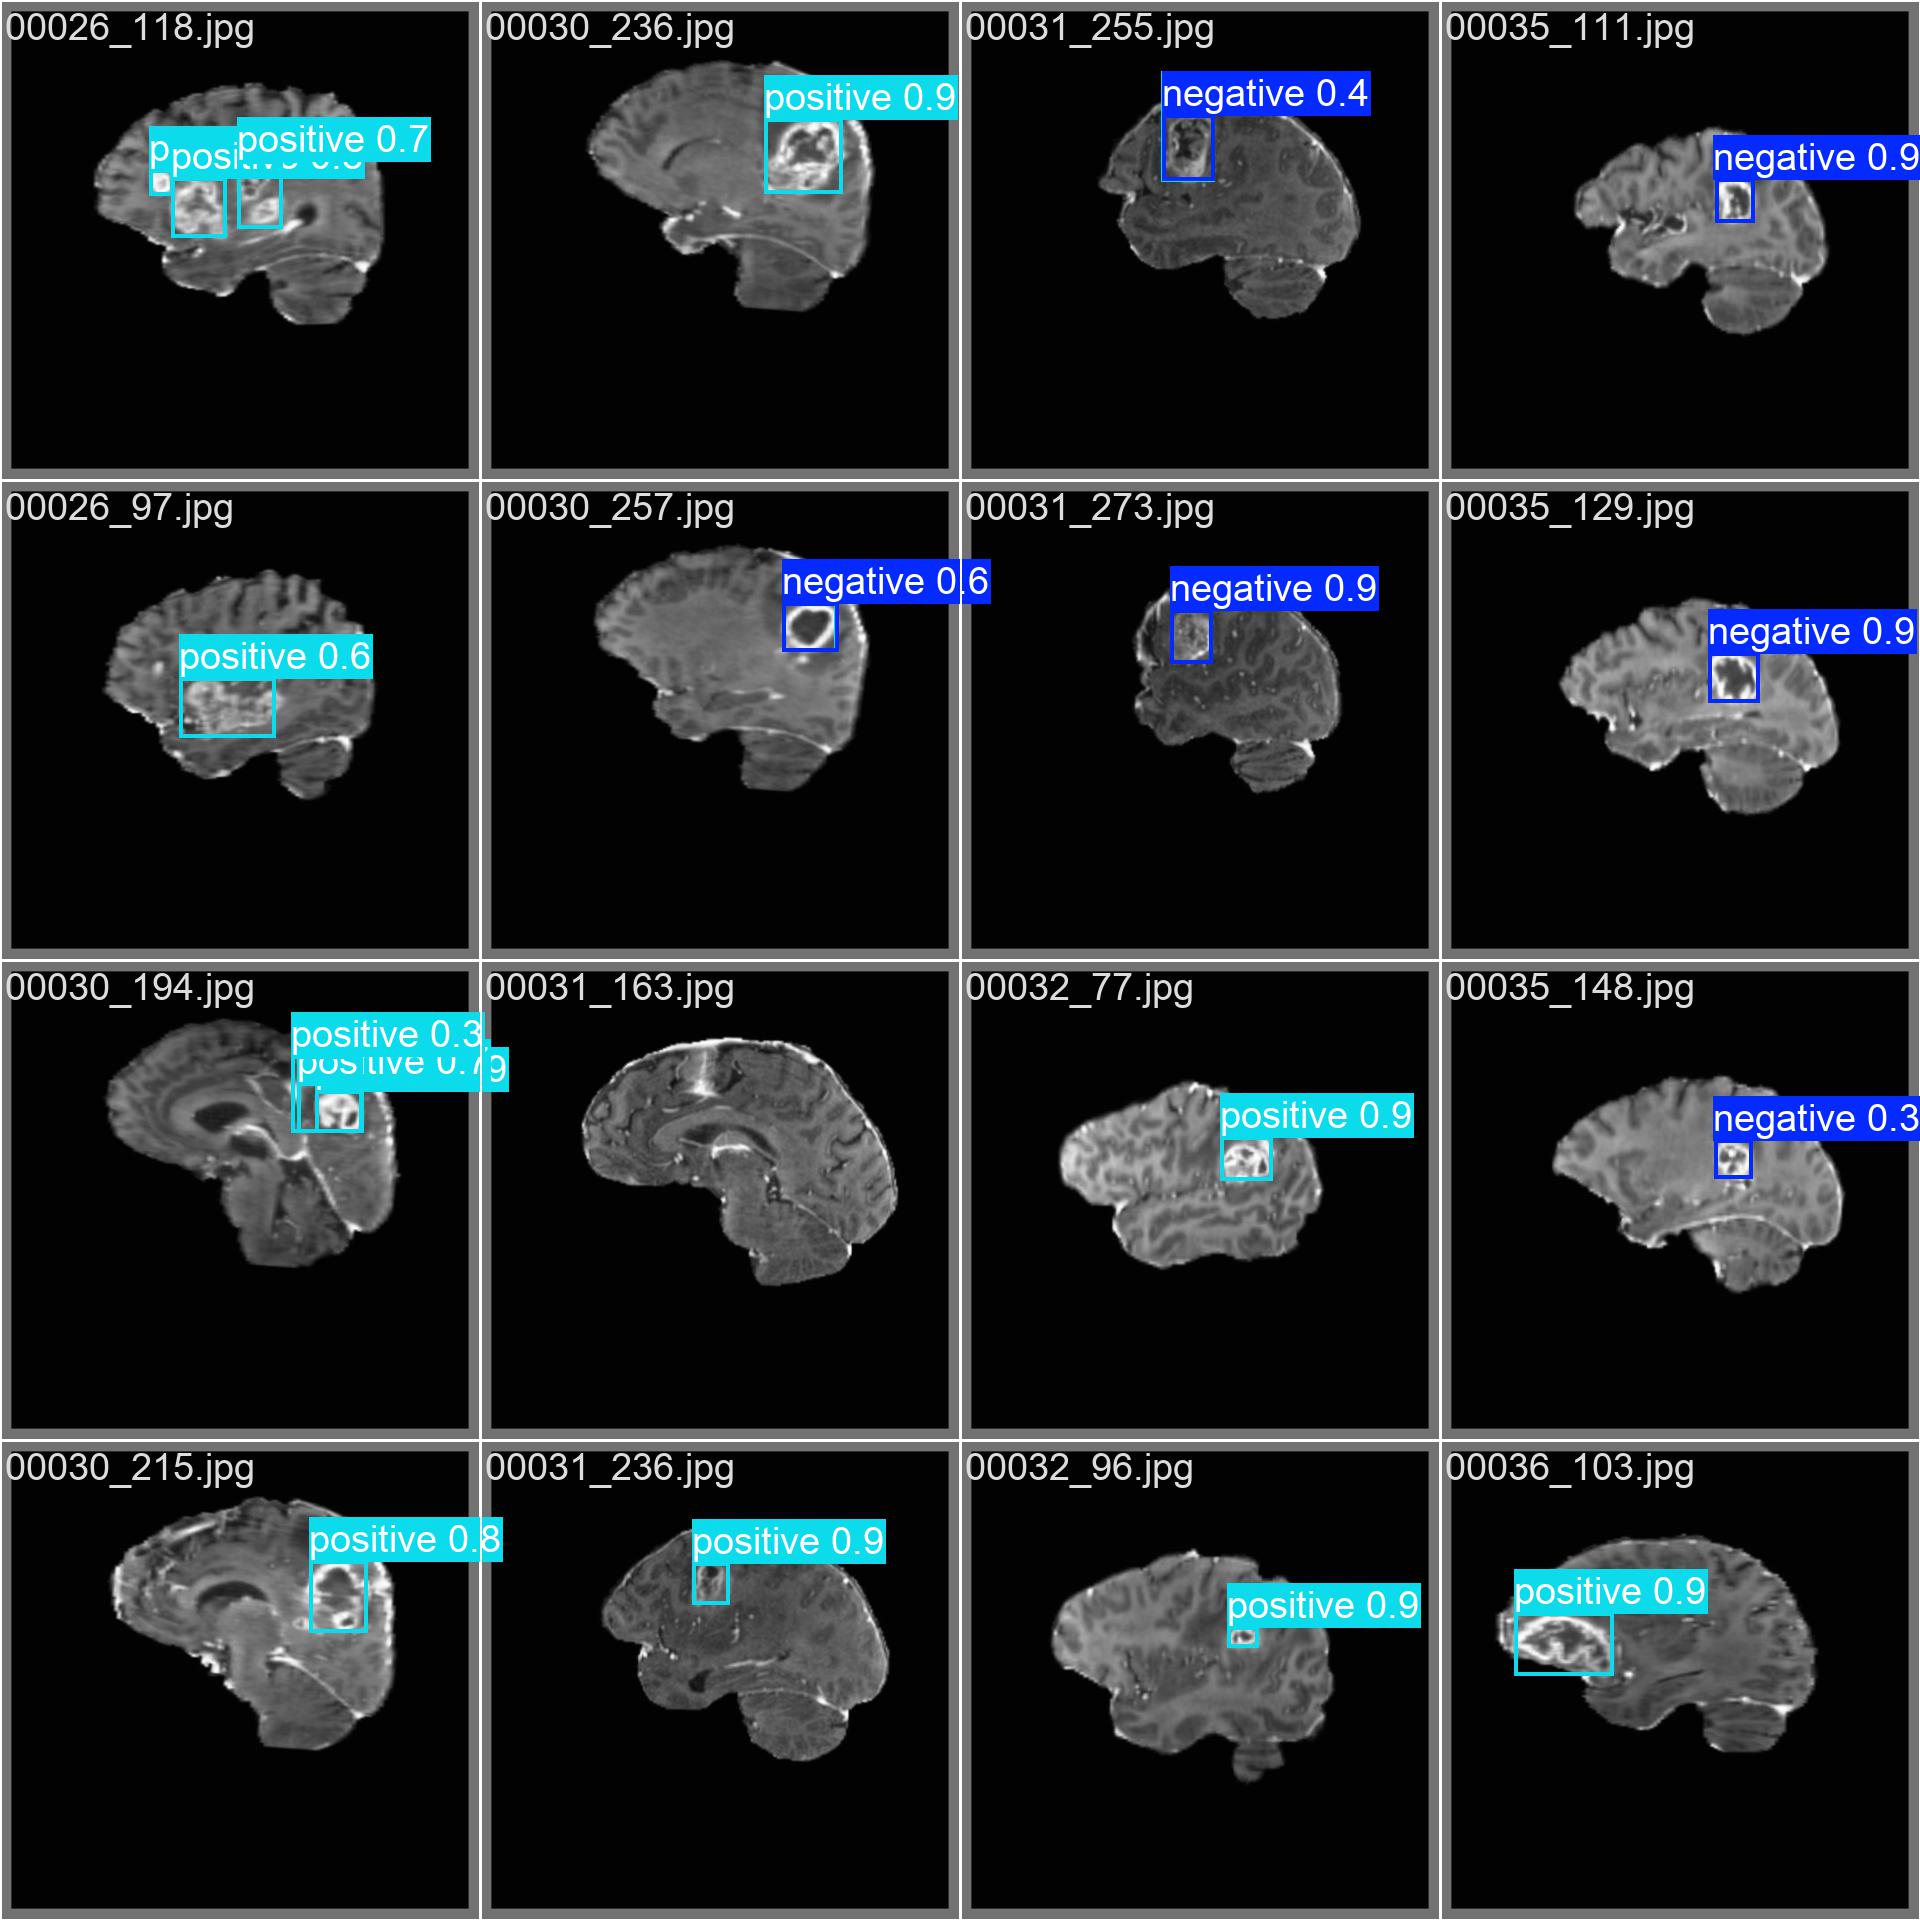 00026_118.jpg
positive 0.7
00030_236.jpg
positive 0.9
00031_255.jpg
negative 0.4
00035_111.jpg
negative 0.9
00026_97.jpg
positive 0.6
00030_257.jpg
negative 0.6
00031_273.jpg
negative 0.9
00035_129.jpg
negative 0.9
00030_194.jpg
positive 0.3
positive 0.7
9
00031_163.jpg
00032_77.jpg
positive 0.9
00035_148.jpg
negative 0.3
00030_215.jpg
positive 0.8
00031_236.jpg
positive 0.9
00032_96.jpg
positive 0.9
00036_103.jpg
positive 0.9